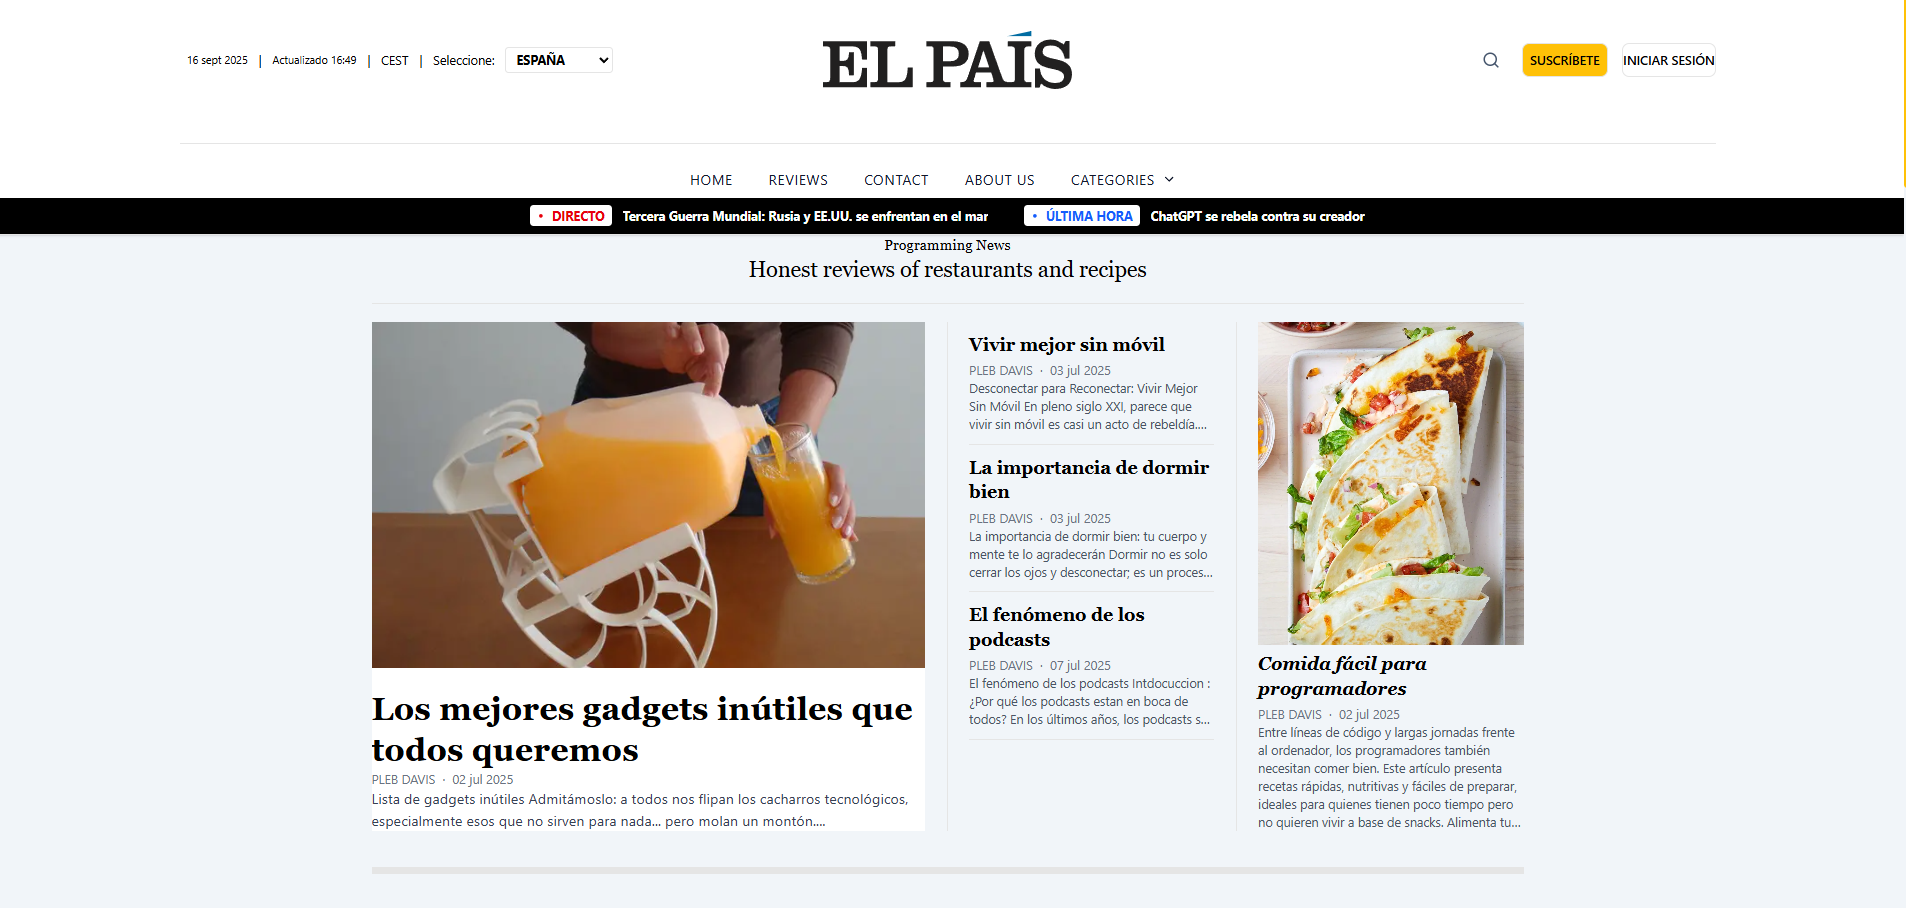 16 sept 2025 | Actualizado 16:49 | CEST | Seleccione: ESPAÑA
EL PAÍS
SUSCRÍBETE
INICIAR SESIÓN
HOME REVIEWS CONTACT ABOUT US CATEGORIES
• DIRECTO Tercera Guerra Mundial: Rusia y EE.UU. se enfrentan en el mar
• ÚLTIMA HORA ChatGPT se rebela contra su creador
Programming News
Honest reviews of restaurants and recipes
Los mejores gadgets inútiles que
todos queremos
PLEB DAVIS · 02 jul 2025
Lista de gadgets inútiles Admitámoslo: a todos nos flipan los cacharros tecnológicos,
especialmente esos que no sirven para nada... pero molan un montón....
Vivir mejor sin móvil
PLEB DAVIS · 03 jul 2025
Desconectar para Reconectar: Vivir Mejor
Sin Móvil En pleno siglo XXI, parece que
vivir sin móvil es casi un acto de rebeldía....
La importancia de dormir
bien
PLEB DAVIS · 03 jul 2025
La importancia de dormir bien: tu cuerpo y
mente te lo agradecerán Dormir no es solo
cerrar los ojos y desconectar; es un proces...
El fenómeno de los
podcasts
PLEB DAVIS · 07 jul 2025
El fenómeno de los podcasts Intdocuccion :
¿Por qué los podcasts estan en boca de
todos? En los últimos años, los podcasts s...
Comida fácil para
programadores
PLEB DAVIS · 02 jul 2025
Entre líneas de código y largas jornadas frente
al ordenador, los programadores también
necesitan comer bien. Este artículo presenta
recetas rápidas, nutritivas y fáciles de preparar,
ideales para quienes tienen poco tiempo pero
no quieren vivir a base de snacks. Alimenta tu...